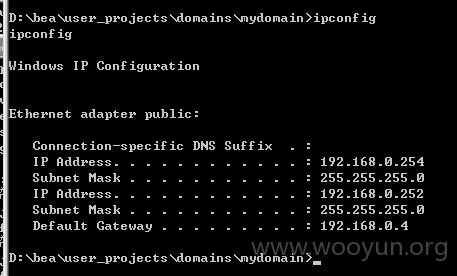 D:\bea\user_projects\domains\mydomain>ipconfig
ipconfig
Windows IP Configuration
Ethernet adapter public:
Connection-specific DNS Suffix  . :
IP Address. . . . . . . . . . . . : 192.168.0.254
Subnet Mask . . . . . . . . . . . : 255.255.255.0
IP Address. . . . . . . . . . . . : 192.168.0.252
Subnet Mask . . . . . . . . . . . : 255.255.255.0
Default Gateway . . . . . . . . . : 192.168.0.4
www.wooyun.org
D:\bea\user_projects\domains\mydomain>_